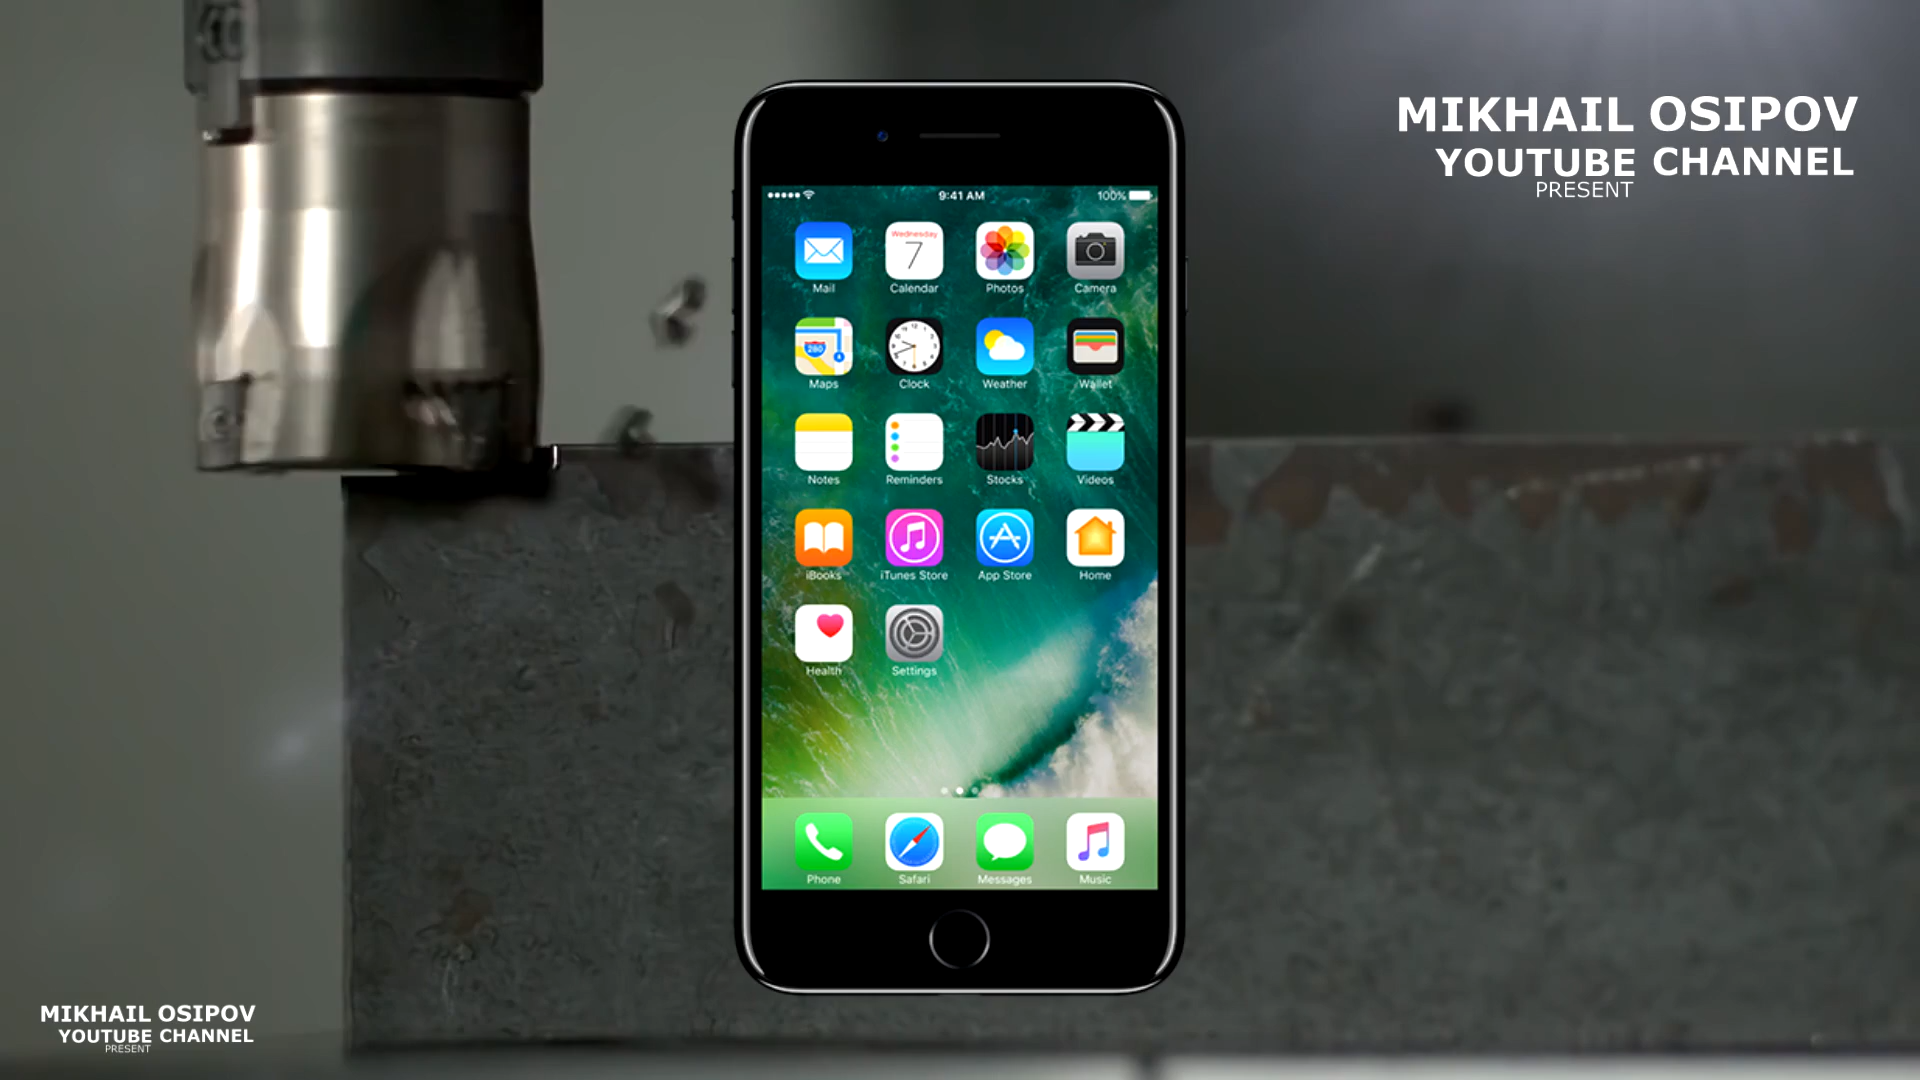 MIKHAIL OSIPOV
YOUTUBE CHANNEL
PRESENT
9:41 AM
100%
Wednesday
7
Mail
Calendar
Photos
Camera
280
Maps
Clock
Weather
Wallet
Notes
Reminders
Stocks
Videos
iBooks
iTunes Store
App Store
Home
Health
Settings
Phone
Safari
Messages
Music
MIKHAIL OSIPOV
YOUTUBE CHANNEL
PRESENT